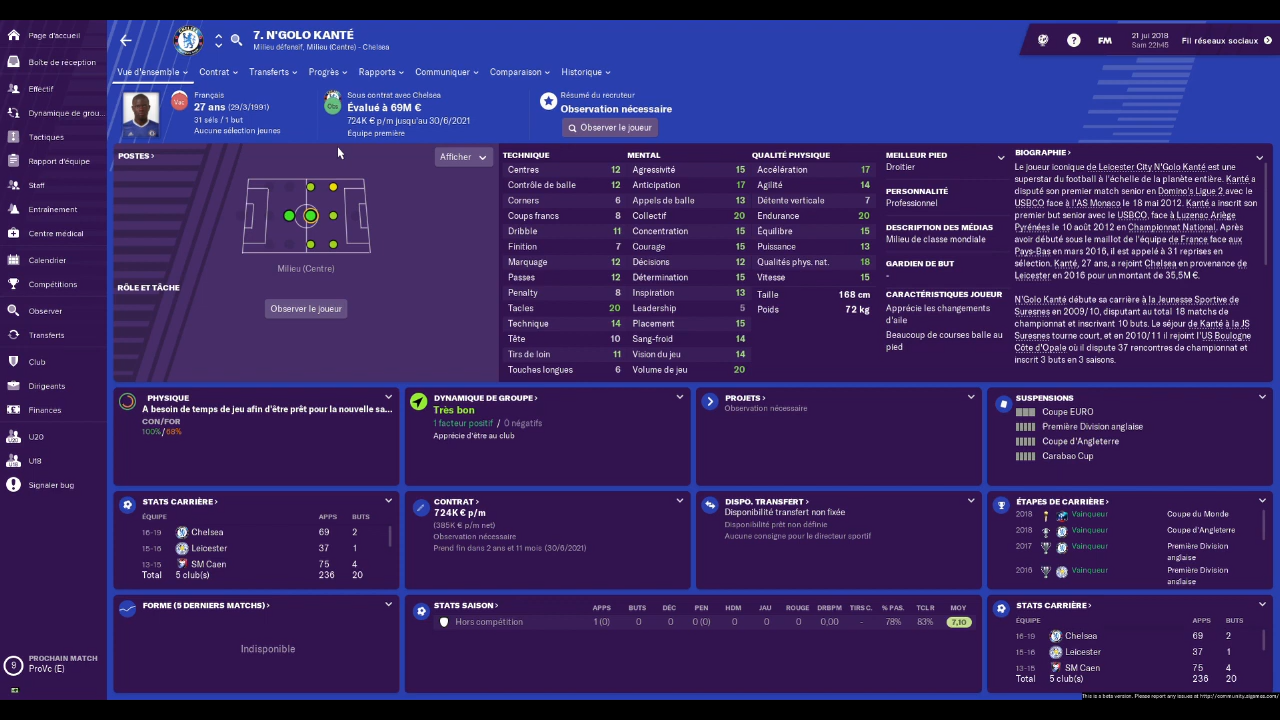 Page d'accueil
Boîte de réception
Effectif
Dynamique de grou...
Tactiques
Rapport d'équipe
Staff
Entraînement
Centre médical
Calendrier
Compétitions
Observer
Transferts
Club
Dirigeants
Finances
U20
U18
Signaler bug
9 PROCHAIN MATCH
ProVc (E)
7. N'GOLO KANTÉ
Milieu défensif, Milieu (Centre) - Chelsea
? FM 21 jui 2018
Sam 22h45
Fil réseaux sociaux
Vue d'ensemble Contrat Transferts Progrès Rapports Communiquer Comparaison Historique
Vac
Français
27 ans (29/3/1991)
31 séls / 1 but
Aucune sélection jeunes
Sous contrat avec Chelsea
Évalué à 69M €
724K € p/m jusqu'au 30/6/2021
Équipe première
Résumé du recruteur
Observation nécessaire
Observer le joueur
POSTES >
Afficher
Milieu (Centre)
RÔLE ET TÂCHE
Observer le joueur
TECHNIQUE
Centres 12
Contrôle de balle 12
Corners 6
Coups francs 8
Dribble 11
Finition 7
Marquage 12
Passes 12
Penalty 8
Tacles 20
Technique 14
Tête 10
Tirs de loin 11
Touches longues 6
MENTAL
Agressivité 15
Anticipation 17
Appels de balle 13
Collectif 20
Concentration 15
Courage 15
Décisions 12
Détermination 15
Inspiration 13
Leadership 5
Placement 15
Sang-froid 14
Vision du jeu 14
Volume de jeu 20
QUALITÉ PHYSIQUE
Accélération 17
Agilité 14
Détente verticale 7
Endurance 20
Équilibre 15
Puissance 13
Qualités phys. nat. 18
Vitesse 15
Taille 168 cm
Poids 72 kg
MEILLEUR PIED
Droitier
PERSONNALITÉ
Professionnel
DESCRIPTION DES MÉDIAS
Milieu de classe mondiale
GARDIEN DE BUT
-
CARACTÉRISTIQUES JOUEUR
Apprécie les changements
d'aile
Beaucoup de courses balle au
pied
BIOGRAPHIE >
Le joueur iconique de Leicester City N'Golo Kanté est une
superstar du football à l'échelle de la planète entière. Kanté a
disputé son premier match senior en Domino's Ligue 2 avec le
USBCO face à l'AS Monaco le 18 mai 2012. Kanté a inscrit son
premier but senior avec le USBCO, face à Luzenac Ariège
Pyrénées le 10 août 2012 en Championnat National. Après
avoir débuté sous le maillot de l'équipe de France face aux
Pays-Bas en mars 2016, il est appelé à 31 reprises en
sélection. Kanté, 27 ans, a rejoint Chelsea en provenance de
Leicester en 2016 pour un montant de 35,5M €.
N'Golo Kanté débute sa carrière à la Jeunesse Sportive de
Suresnes en 2009/10, disputant au total 18 matchs de
championnat et inscrivant 10 buts. Le séjour de Kanté à la JS
Suresnes tourne court, et en 2010/11 il rejoint l'US Boulogne
Côte d'Opale où il dispute 37 rencontres de championnat et
inscrit 3 buts en 3 saisons.
PHYSIQUE
A besoin de temps de jeu afin d'être prêt pour la nouvelle sa...
CON/FOR
100%/68%
DYNAMIQUE DE GROUPE >
Très bon
1 facteur positif / 0 négatifs
Apprécie d'être au club
PROJETS >
Observation nécessaire
SUSPENSIONS
Coupe EURO
Première Division anglaise
Coupe d'Angleterre
Carabao Cup
STATS CARRIÈRE >
ÉQUIPE APPS BUTS
16-19 Chelsea 69 2
15-16 Leicester 37 1
13-15 SM Caen 75 4
Total 5 club(s) 236 20
CONTRAT >
724K € p/m
(385K € p/m net)
Observation nécessaire
Prend fin dans 2 ans et 11 mois (30/6/2021)
DISPO. TRANSFERT >
Disponibilité transfert non fixée
Disponibilité prêt non définie
Aucune consigne pour le directeur sportif
ÉTAPES DE CARRIÈRE >
2018 Vainqueur Coupe du Monde
2018 Vainqueur Coupe d'Angleterre
2017 Vainqueur Première Division
anglaise
2016 Vainqueur Première Division
anglaise
FORME (5 DERNIERS MATCHS) >
Indisponible
STATS SAISON > APPS BUTS DÉC PEN HDM JAU ROUGE DRBPM TIRS C. % PAS. TCLR MOY
Hors compétition 1 (0) 0 0 0 (0) 0 0 0 0,00 - 78% 83% 7,10
STATS CARRIÈRE >
ÉQUIPE APPS BUTS
16-19 Chelsea 69 2
15-16 Leicester 37 1
13-15 SM Caen 75 4
Total 5 club(s) 236 20
This is a beta version. Please report any issues at http://community.sigames.com/